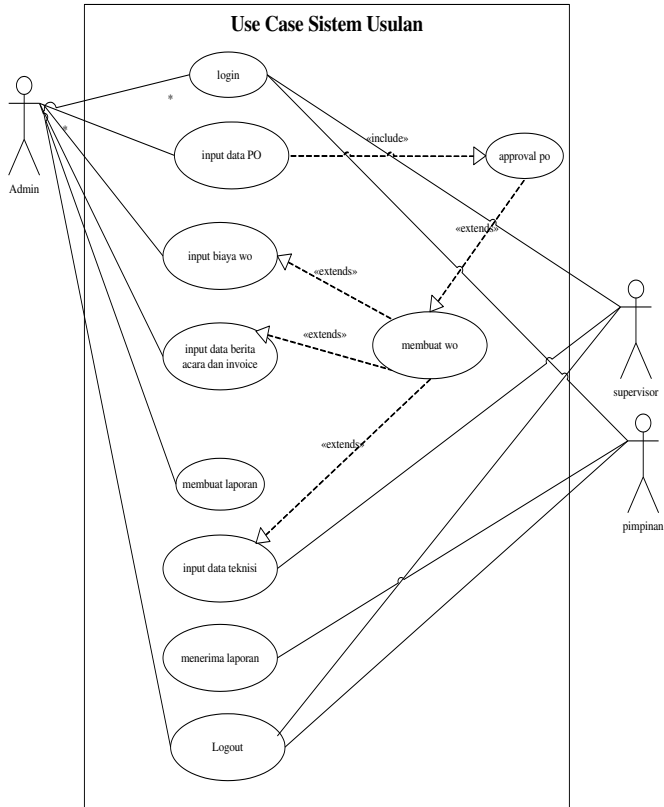 Use Case Sistem Usulan
login
*
*
Admin
input data PO
«include»
approval po
«extends»
input biaya wo
«extends»
«extends»
membuat wo
input data berita
acara dan invoice
supervisor
«extends»
membuat laporan
pimpinan
input data teknisi
menerima laporan
Logout